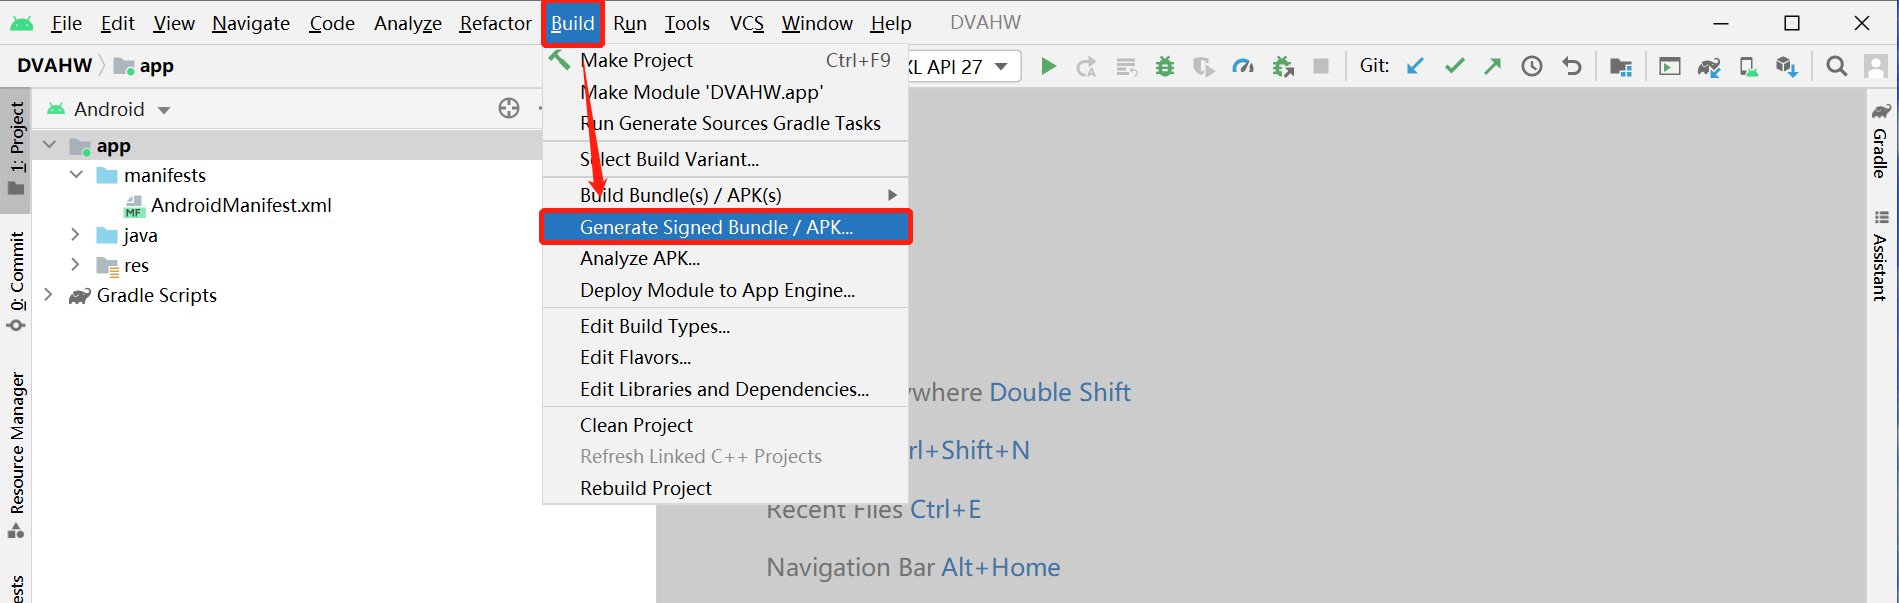 File Edit View Navigate Code Analyze Refactor Build Run Tools VCS Window Help DVAHW
DVAHW app
XL API 27
Git:
Android
app
manifests
MF AndroidManifest.xml
java
res
Gradle Scripts
1: Project
0: Commit
Resource Manager
Make Project Ctrl+F9
Make Module 'DVAHW.app'
Run Generate Sources Gradle Tasks
Select Build Variant...
Build Bundle(s) / APK(s)
Generate Signed Bundle / APK...
Analyze APK...
Deploy Module to App Engine...
Edit Build Types...
Edit Flavors...
Edit Libraries and Dependencies...
Clean Project
Refresh Linked C++ Projects
Rebuild Project
ywhere Double Shift
rl+Shift+N
Recent Files Ctrl+E
Navigation Bar Alt+Home
Gradle
Assistant